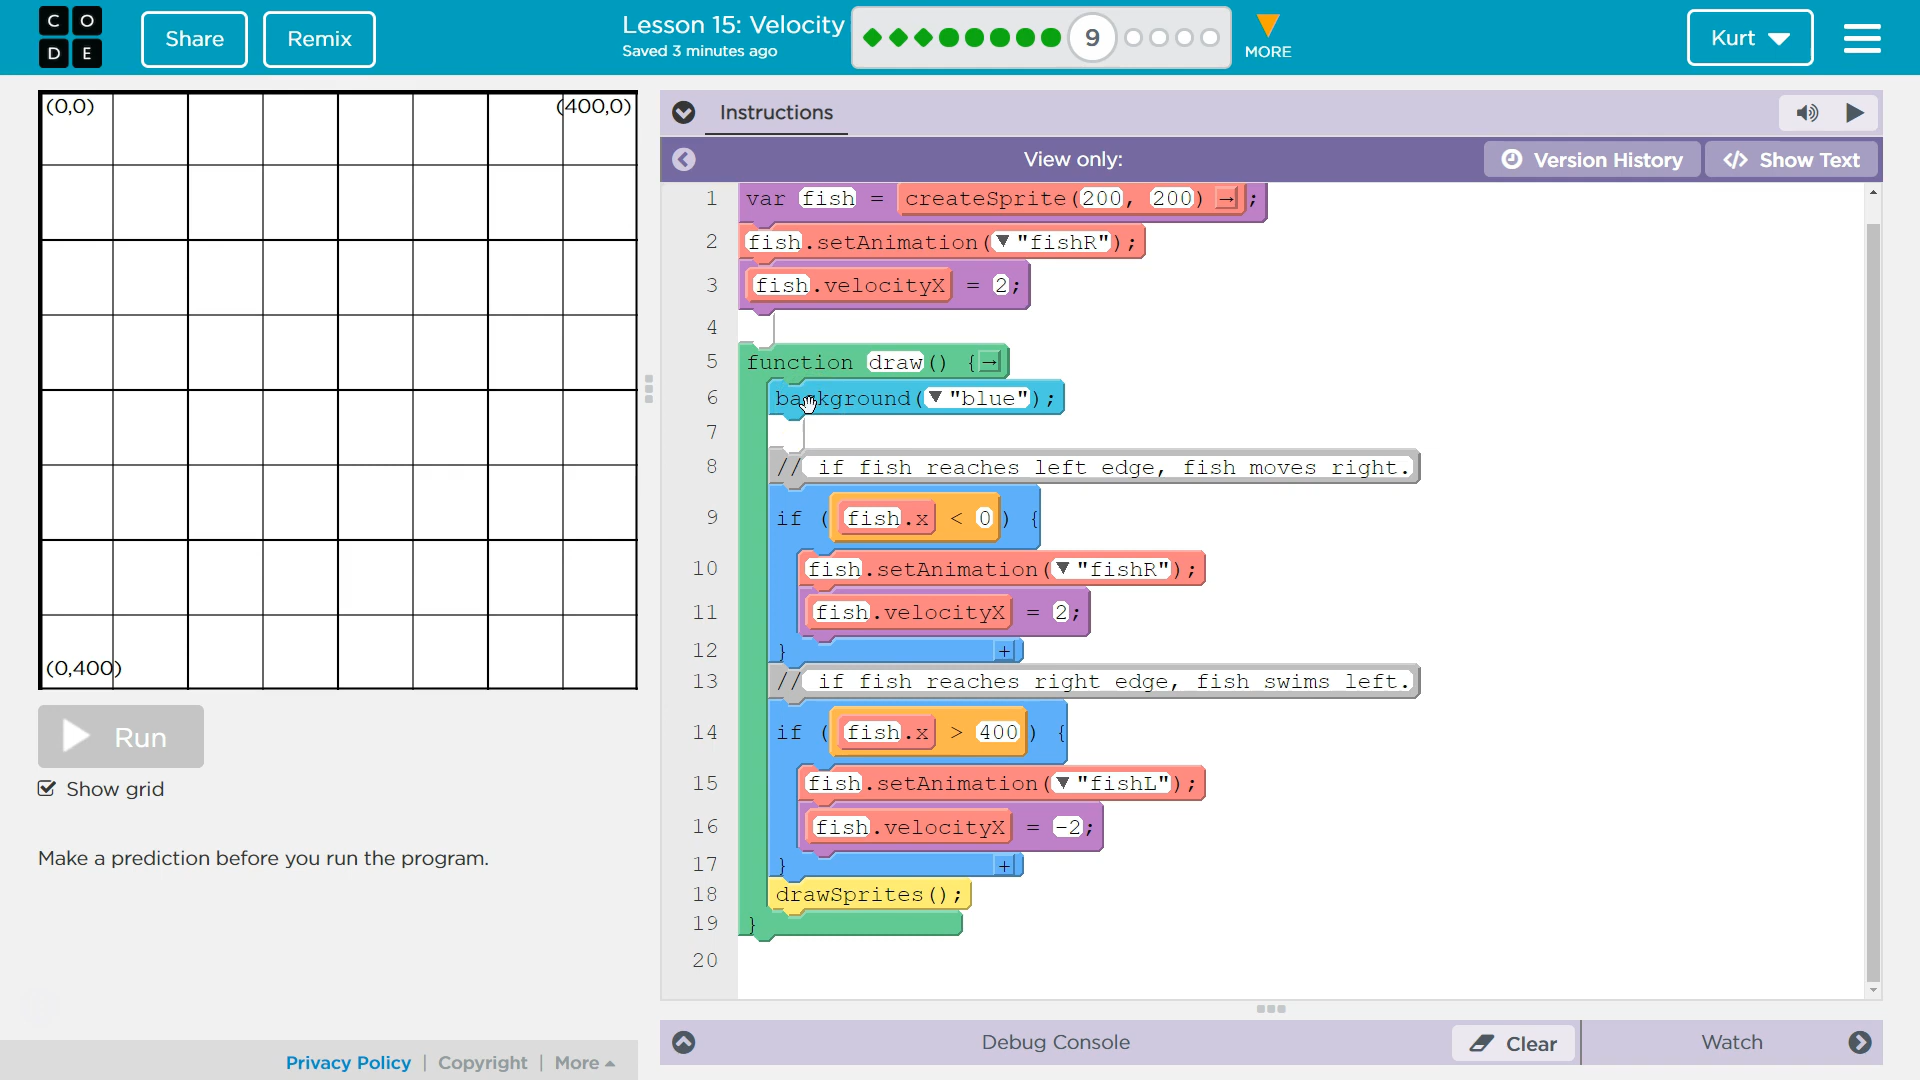 C O
D E
Share
Remix
Lesson 15: Velocity
Saved 3 minutes ago
9
MORE
Kurt
(0,0)
(400,0)
(0,400)
Run
Show grid
Make a prediction before you run the program.
Privacy Policy | Copyright | More
Instructions
View only:
Version History
</> Show Text
1 var fish = createSprite(200, 200) → ;
2 fish.setAnimation(▼ "fishR");
3 fish.velocityX = 2;
4
5 function draw() { →
6 background(▼ "blue");
7
8 // if fish reaches left edge, fish moves right.
9 if ( fish.x < 0 ) {
10 fish.setAnimation(▼ "fishR");
11 fish.velocityX = 2;
12 } +
13 // if fish reaches right edge, fish swims left.
14 if ( fish.x > 400 ) {
15 fish.setAnimation(▼ "fishL");
16 fish.velocityX = -2;
17 } +
18 drawSprites();
19 }
20
Debug Console
Clear
Watch